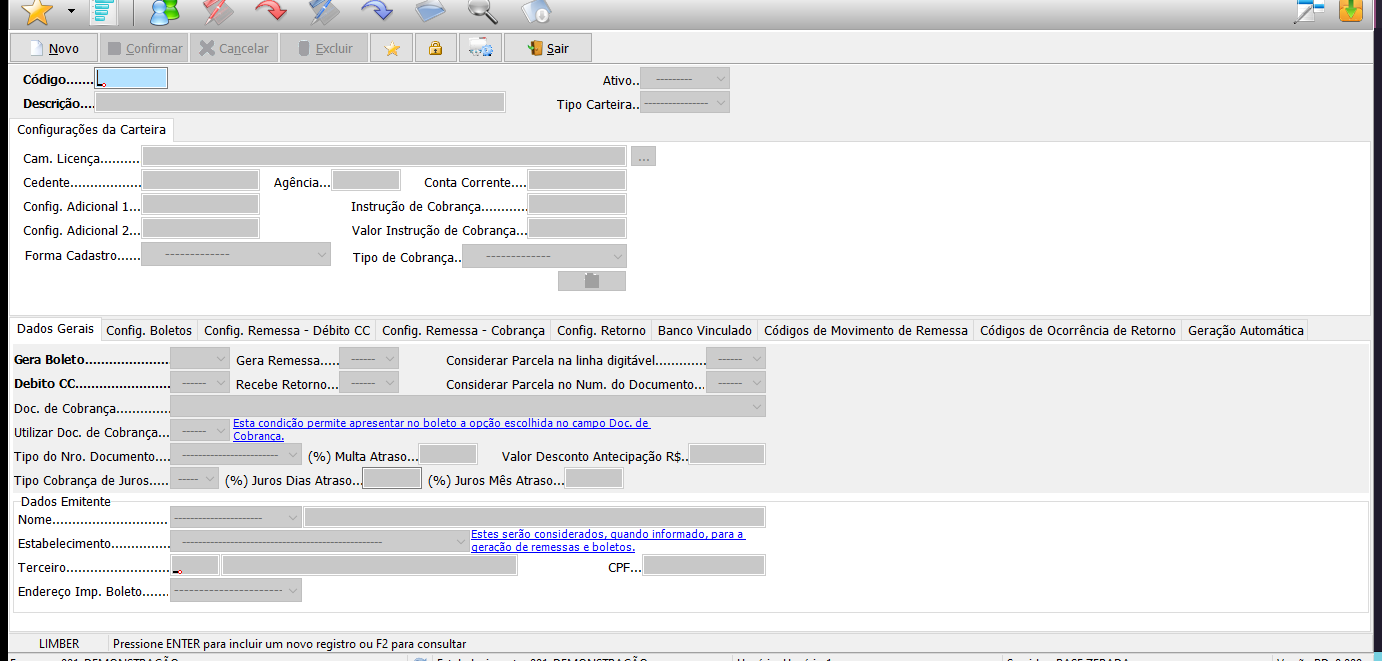 Novo Confirmar Cancelar Excluir Sair
Código....... Ativo.. ---------
Descrição.... Tipo Carteira.. ----------------
Configurações da Carteira
Cam. Licença.......... ...
Cedente.................. Agência... Conta Corrente....
Config. Adicional 1... Instrução de Cobrança............
Config. Adicional 2... Valor Instrução de Cobrança...
Forma Cadastro...... ------------- Tipo de Cobrança.. -------------
Dados Gerais Config. Boletos Config. Remessa - Débito CC Config. Remessa - Cobrança Config. Retorno Banco Vinculado Códigos de Movimento de Remessa Códigos de Ocorrência de Retorno Geração Automática
Gera Boleto.................... Gera Remessa..... ------ Considerar Parcela na linha digitável............. ------
Debito CC....................... ------ Recebe Retorno... ------ Considerar Parcela no Num. do Documento... ------
Doc. de Cobrança.............
Utilizar Doc. de Cobrança... ------ Esta condição permite apresentar no boleto a opção escolhida no campo Doc. de
Cobrança.
Tipo do Nro. Documento.... ------------------------ (%) Multa Atraso... Valor Desconto Antecipação R$..
Tipo Cobrança de Juros..... ----- (%) Juros Dias Atraso... (%) Juros Mês Atraso...
Dados Emitente
Nome............................. ----------------------
Estabelecimento............... ---------------------------------------- Estes serão considerados, quando informado, para a
geração de remessas e boletos.
Terceiro.......................... CPF...
Endereço Imp. Boleto....... ----------------------
LIMBER Pressione ENTER para incluir um novo registro ou F2 para consultar